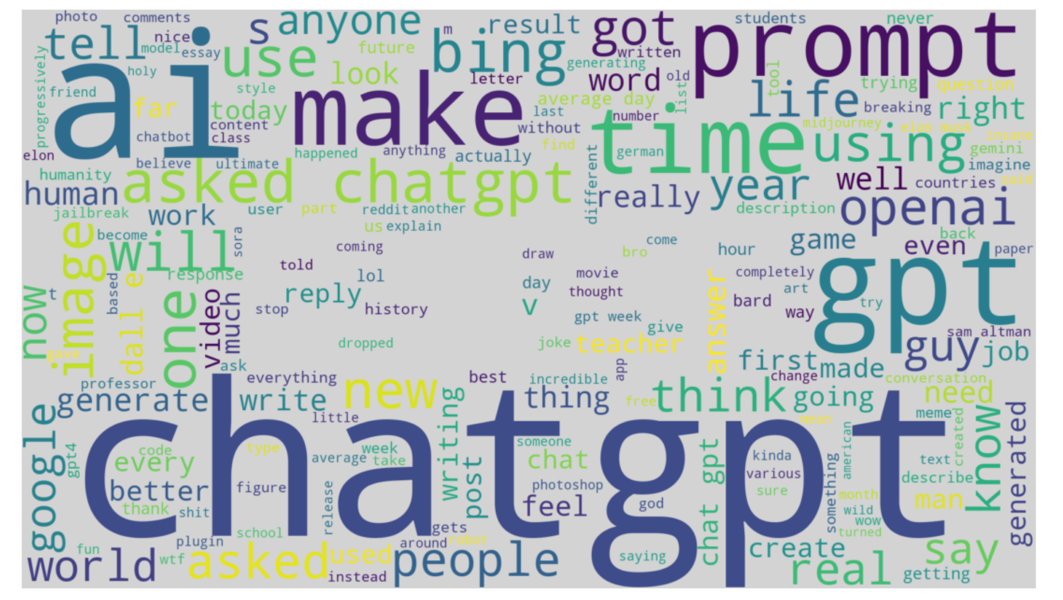 photo comments
nice
tell
model essay
s anyone
m result
bing
got
written
students never
prompt
progressively
holy
ai
use
future
look
style
letter
word
generating
old
list
tool
trying question
life
breaking
right
friend
far
today
make
average day
last number
without
find
time
midjourney elon musk
using
gemini
imagine
chatbot content
class
elon
believe ultimate
happened anything actually
german
humanity
human
asked chatgpt
different
really
year
well countries
openai
jailbreak
work
user part reddit another
us explain
description
back
become
will
sora
image
response
coming
told
lol
draw
come
bro
hour
game
even paper
gpt
now
t
based
dall e
one
video
much
reply
stop history
day
v
movie
thought
gpt week
give
completely
art
bard way
try
answer
sam altman
guy job
gave
dropped
joke teacher
first made
ask
app
change
professor everything
generate write
new
best incredible
thing
free
think going
conversation
need
little
chatgpt
google
gpt4
code
every
type
average week
take
writing
post
someone
chat
chat gpt
kinda
various
sure
something
american
meme
text
created
know
generated
better
figure
photoshop
feel
god
month
man
describe
thank shit
release
wild
wow
turned
plugin school
around gets
fun
wtf
world
asked used
instead
people
saying
create
real
say
getting